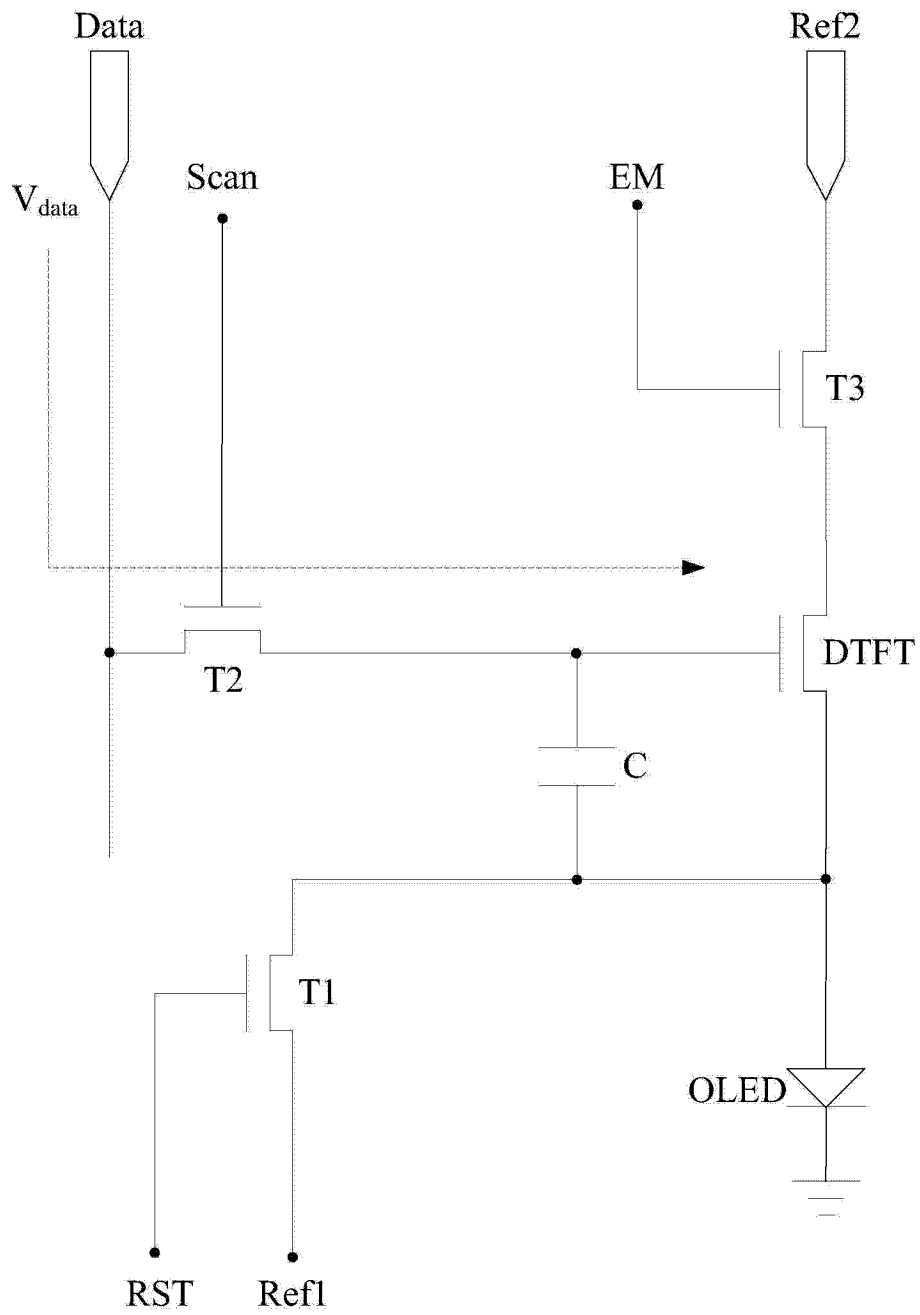 Data
Ref2
Scan
EM
Vdata
T3
DTFT
T2
C
T1
OLED
RST
Ref1